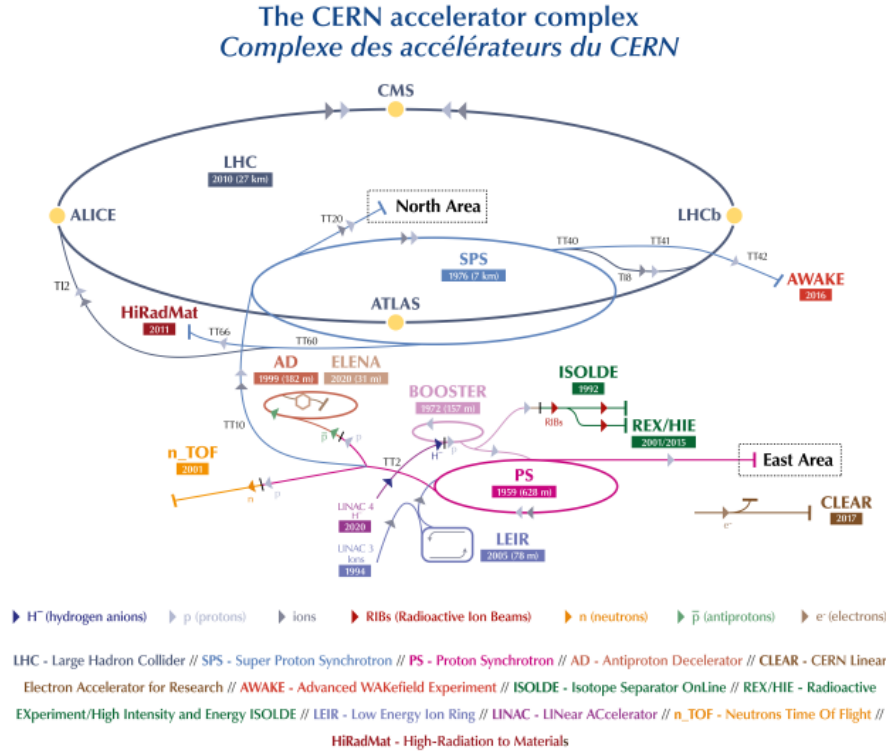 The CERN accelerator complex
Complexe des accélérateurs du CERN
CMS
LHC
2010 (27 km)
ALICE
TT20
North Area
LHCb
TT40
TT41
TT42
SPS
1976 (7 km)
TI8
TI2
AWAKE
2016
HiRadMat
2011
ATLAS
TT66
TT60
AD
1999 (182 m)
ELENA
2020 (31 m)
ISOLDE
1992
BOOSTER
1972 (157 m)
RIBs
REX/HIE
2001/2015
TT10
p̅
p
H⁻
p
n_TOF
2001
TT2
East Area
n
p
PS
1959 (628 m)
LINAC 4
H⁻
2020
CLEAR
2017
e⁻
LINAC 3
Ions
1994
LEIR
2005 (78 m)
H⁻ (hydrogen anions)
p (protons)
ions
RIBs (Radioactive Ion Beams)
n (neutrons)
p̅ (antiprotons)
e⁻ (electrons)
LHC - Large Hadron Collider // SPS - Super Proton Synchrotron // PS - Proton Synchrotron // AD - Antiproton Decelerator // CLEAR - CERN Linear
Electron Accelerator for Research // AWAKE - Advanced WAKefield Experiment // ISOLDE - Isotope Separator OnLine // REX/HIE - Radioactive
EXperiment/High Intensity and Energy ISOLDE // LEIR - Low Energy Ion Ring // LINAC - LINear ACcelerator // n_TOF - Neutrons Time Of Flight //
HiRadMat - High-Radiation to Materials